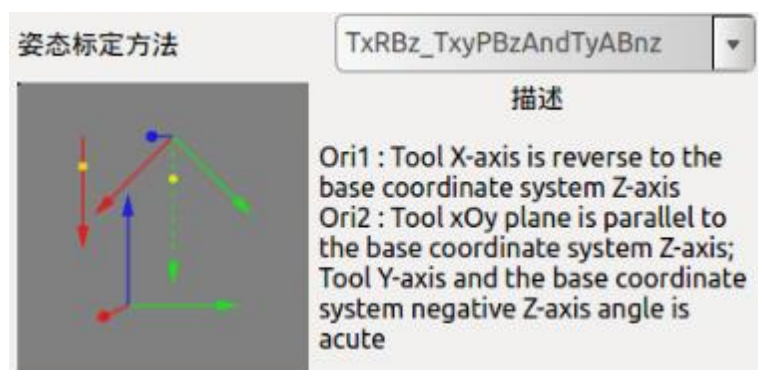 姿态标定方法
TxRBz_TxyPBzAndTyABnz
描述
Ori1 : Tool X-axis is reverse to the
base coordinate system Z-axis
Ori2 : Tool xOy plane is parallel to
the base coordinate system Z-axis;
Tool Y-axis and the base coordinate
system negative Z-axis angle is
acute